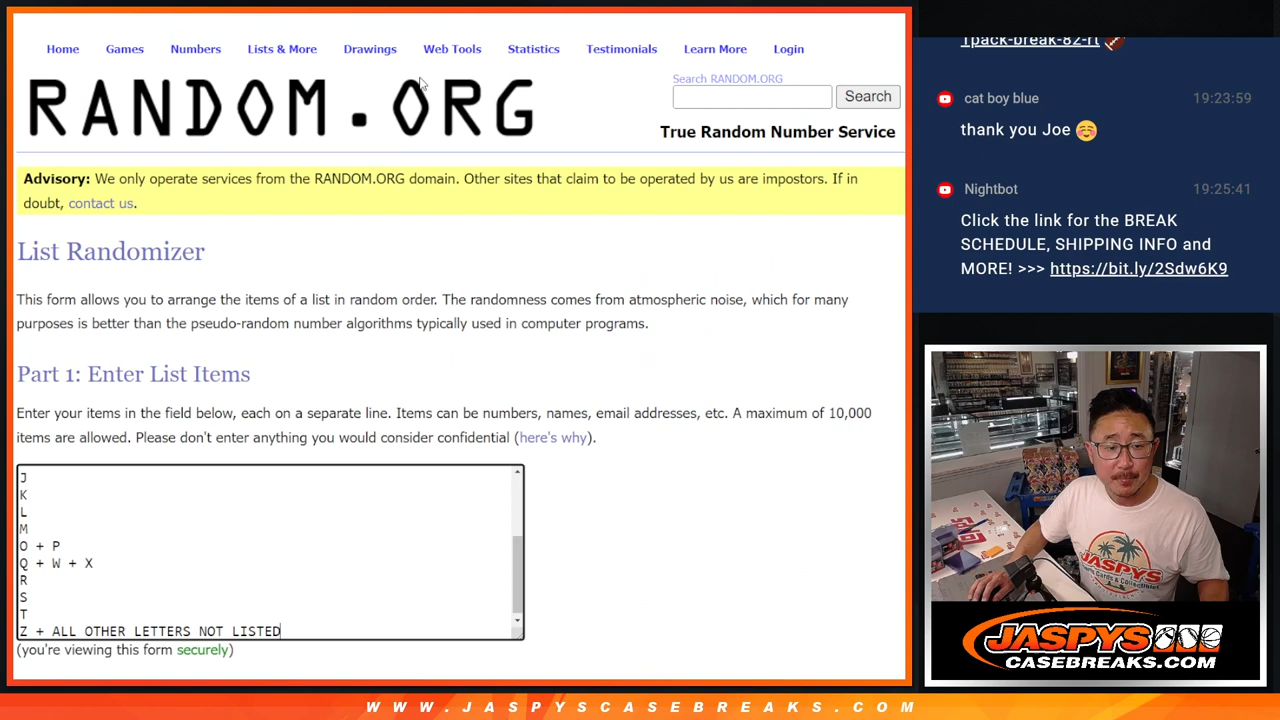 Home Games Numbers Lists & More Drawings Web Tools Statistics Testimonials Learn More Login
RANDOM.ORG
Search RANDOM.ORG
Search
True Random Number Service
Advisory: We only operate services from the RANDOM.ORG domain. Other sites that claim to be operated by us are impostors. If in
doubt, contact us.
List Randomizer
This form allows you to arrange the items of a list in random order. The randomness comes from atmospheric noise, which for many
purposes is better than the pseudo-random number algorithms typically used in computer programs.
Part 1: Enter List Items
Enter your items in the field below, each on a separate line. Items can be numbers, names, email addresses, etc. A maximum of 10,000
items are allowed. Please don't enter anything you would consider confidential (here's why).
J
K
L
M
O + P
Q + W + X
R
S
T
Z + ALL OTHER LETTERS NOT LISTED
(you're viewing this form securely)
1pack-break-82-rt 🏈
cat boy blue 19:23:59
thank you Joe ☺️
Nightbot 19:25:41
Click the link for the BREAK
SCHEDULE, SHIPPING INFO and
MORE! >>> https://bit.ly/2Sdw6K9
JASPYS
JASPYS
CASEBREAKS.COM
WWW.JASPYSCASEBREAKS.COM